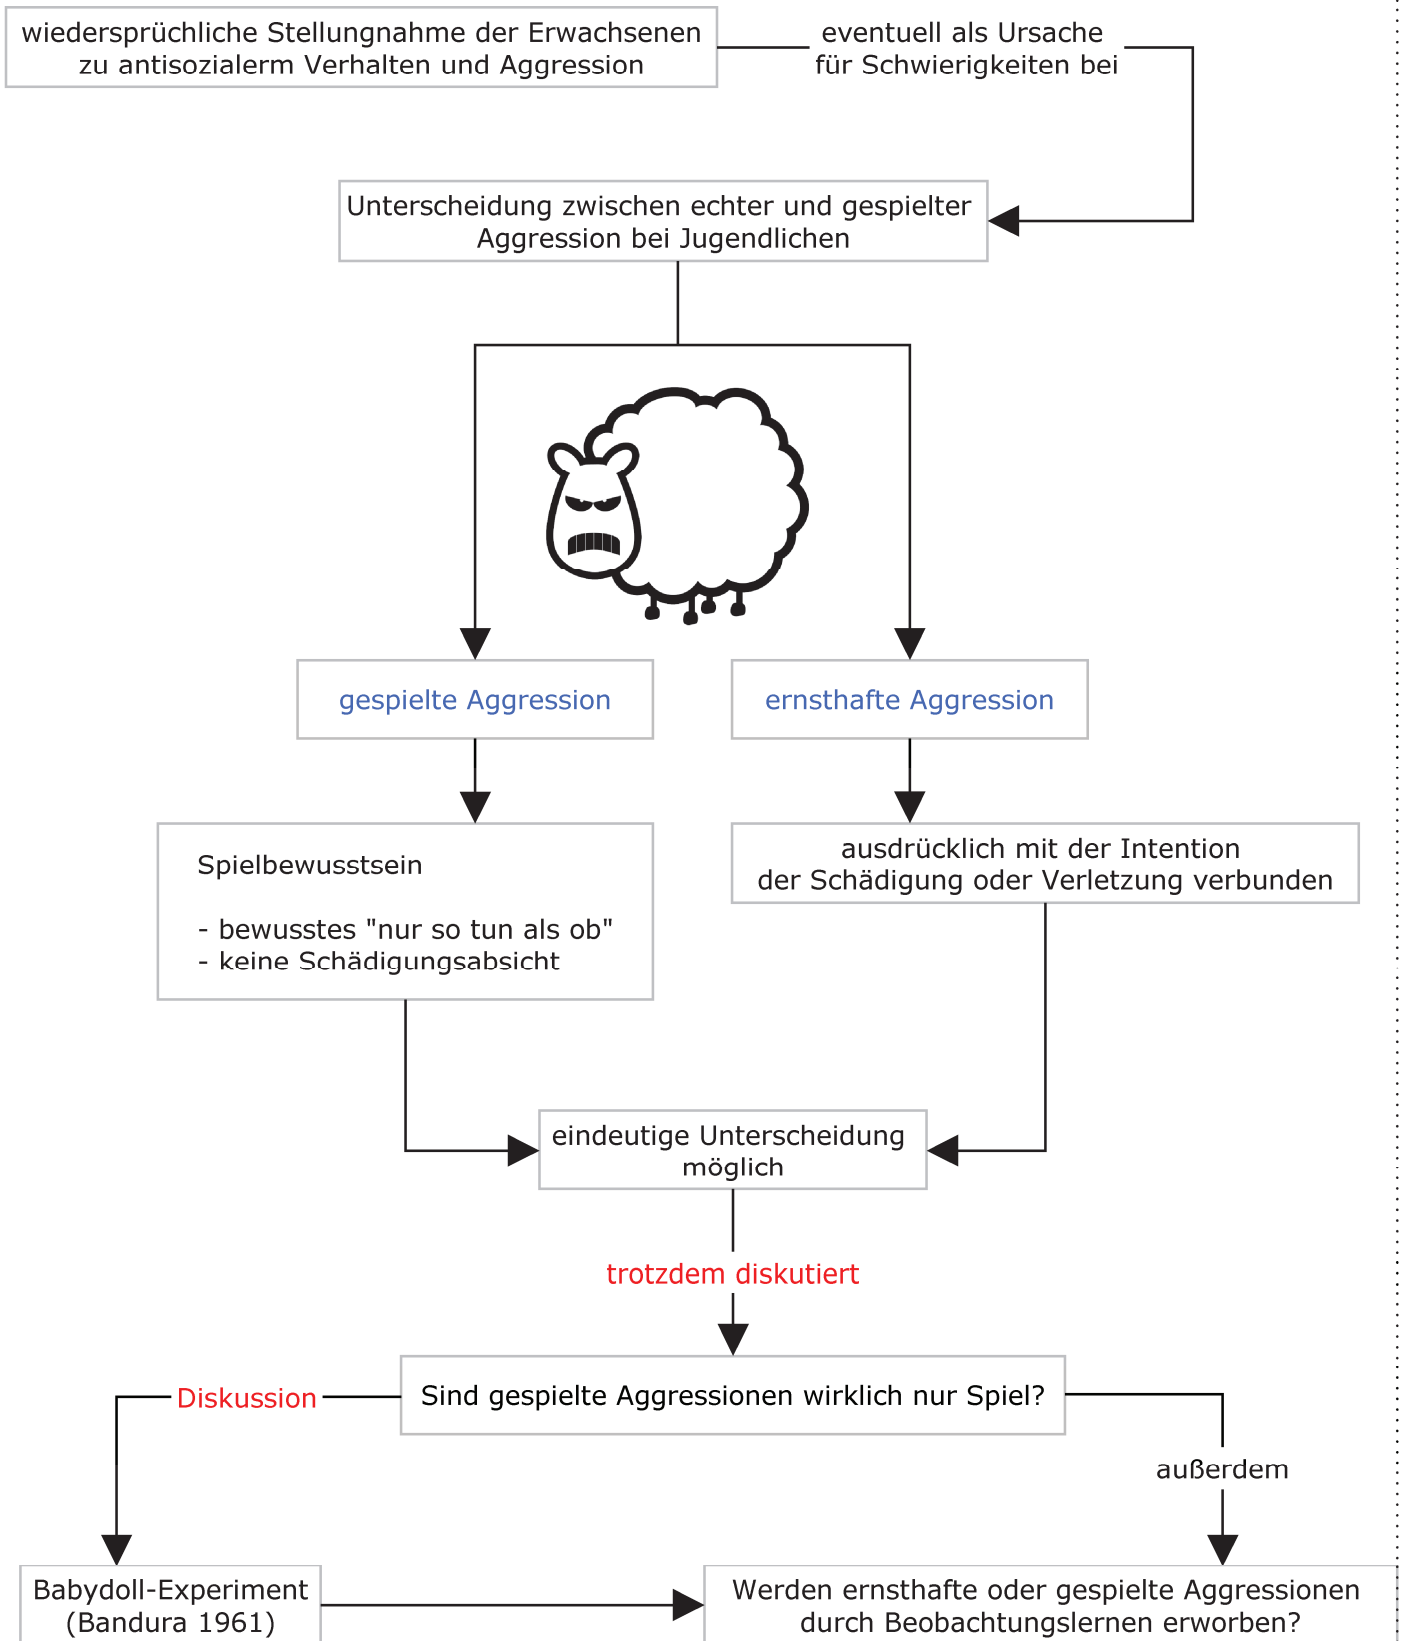 wiedersprüchliche Stellungnahme der Erwachsenen
zu antisozialerm Verhalten und Aggression
eventuell als Ursache
für Schwierigkeiten bei
Unterscheidung zwischen echter und gespielter
Aggression bei Jugendlichen
gespielte Aggression
ernsthafte Aggression
Spielbewusstsein
- bewusstes "nur so tun als ob"
- keine Schädigungsabsicht
ausdrücklich mit der Intention
der Schädigung oder Verletzung verbunden
eindeutige Unterscheidung
möglich
trotzdem diskutiert
Sind gespielte Aggressionen wirklich nur Spiel?
Diskussion
außerdem
Babydoll-Experiment
(Bandura 1961)
Werden ernsthafte oder gespielte Aggressionen
durch Beobachtungslernen erworben?